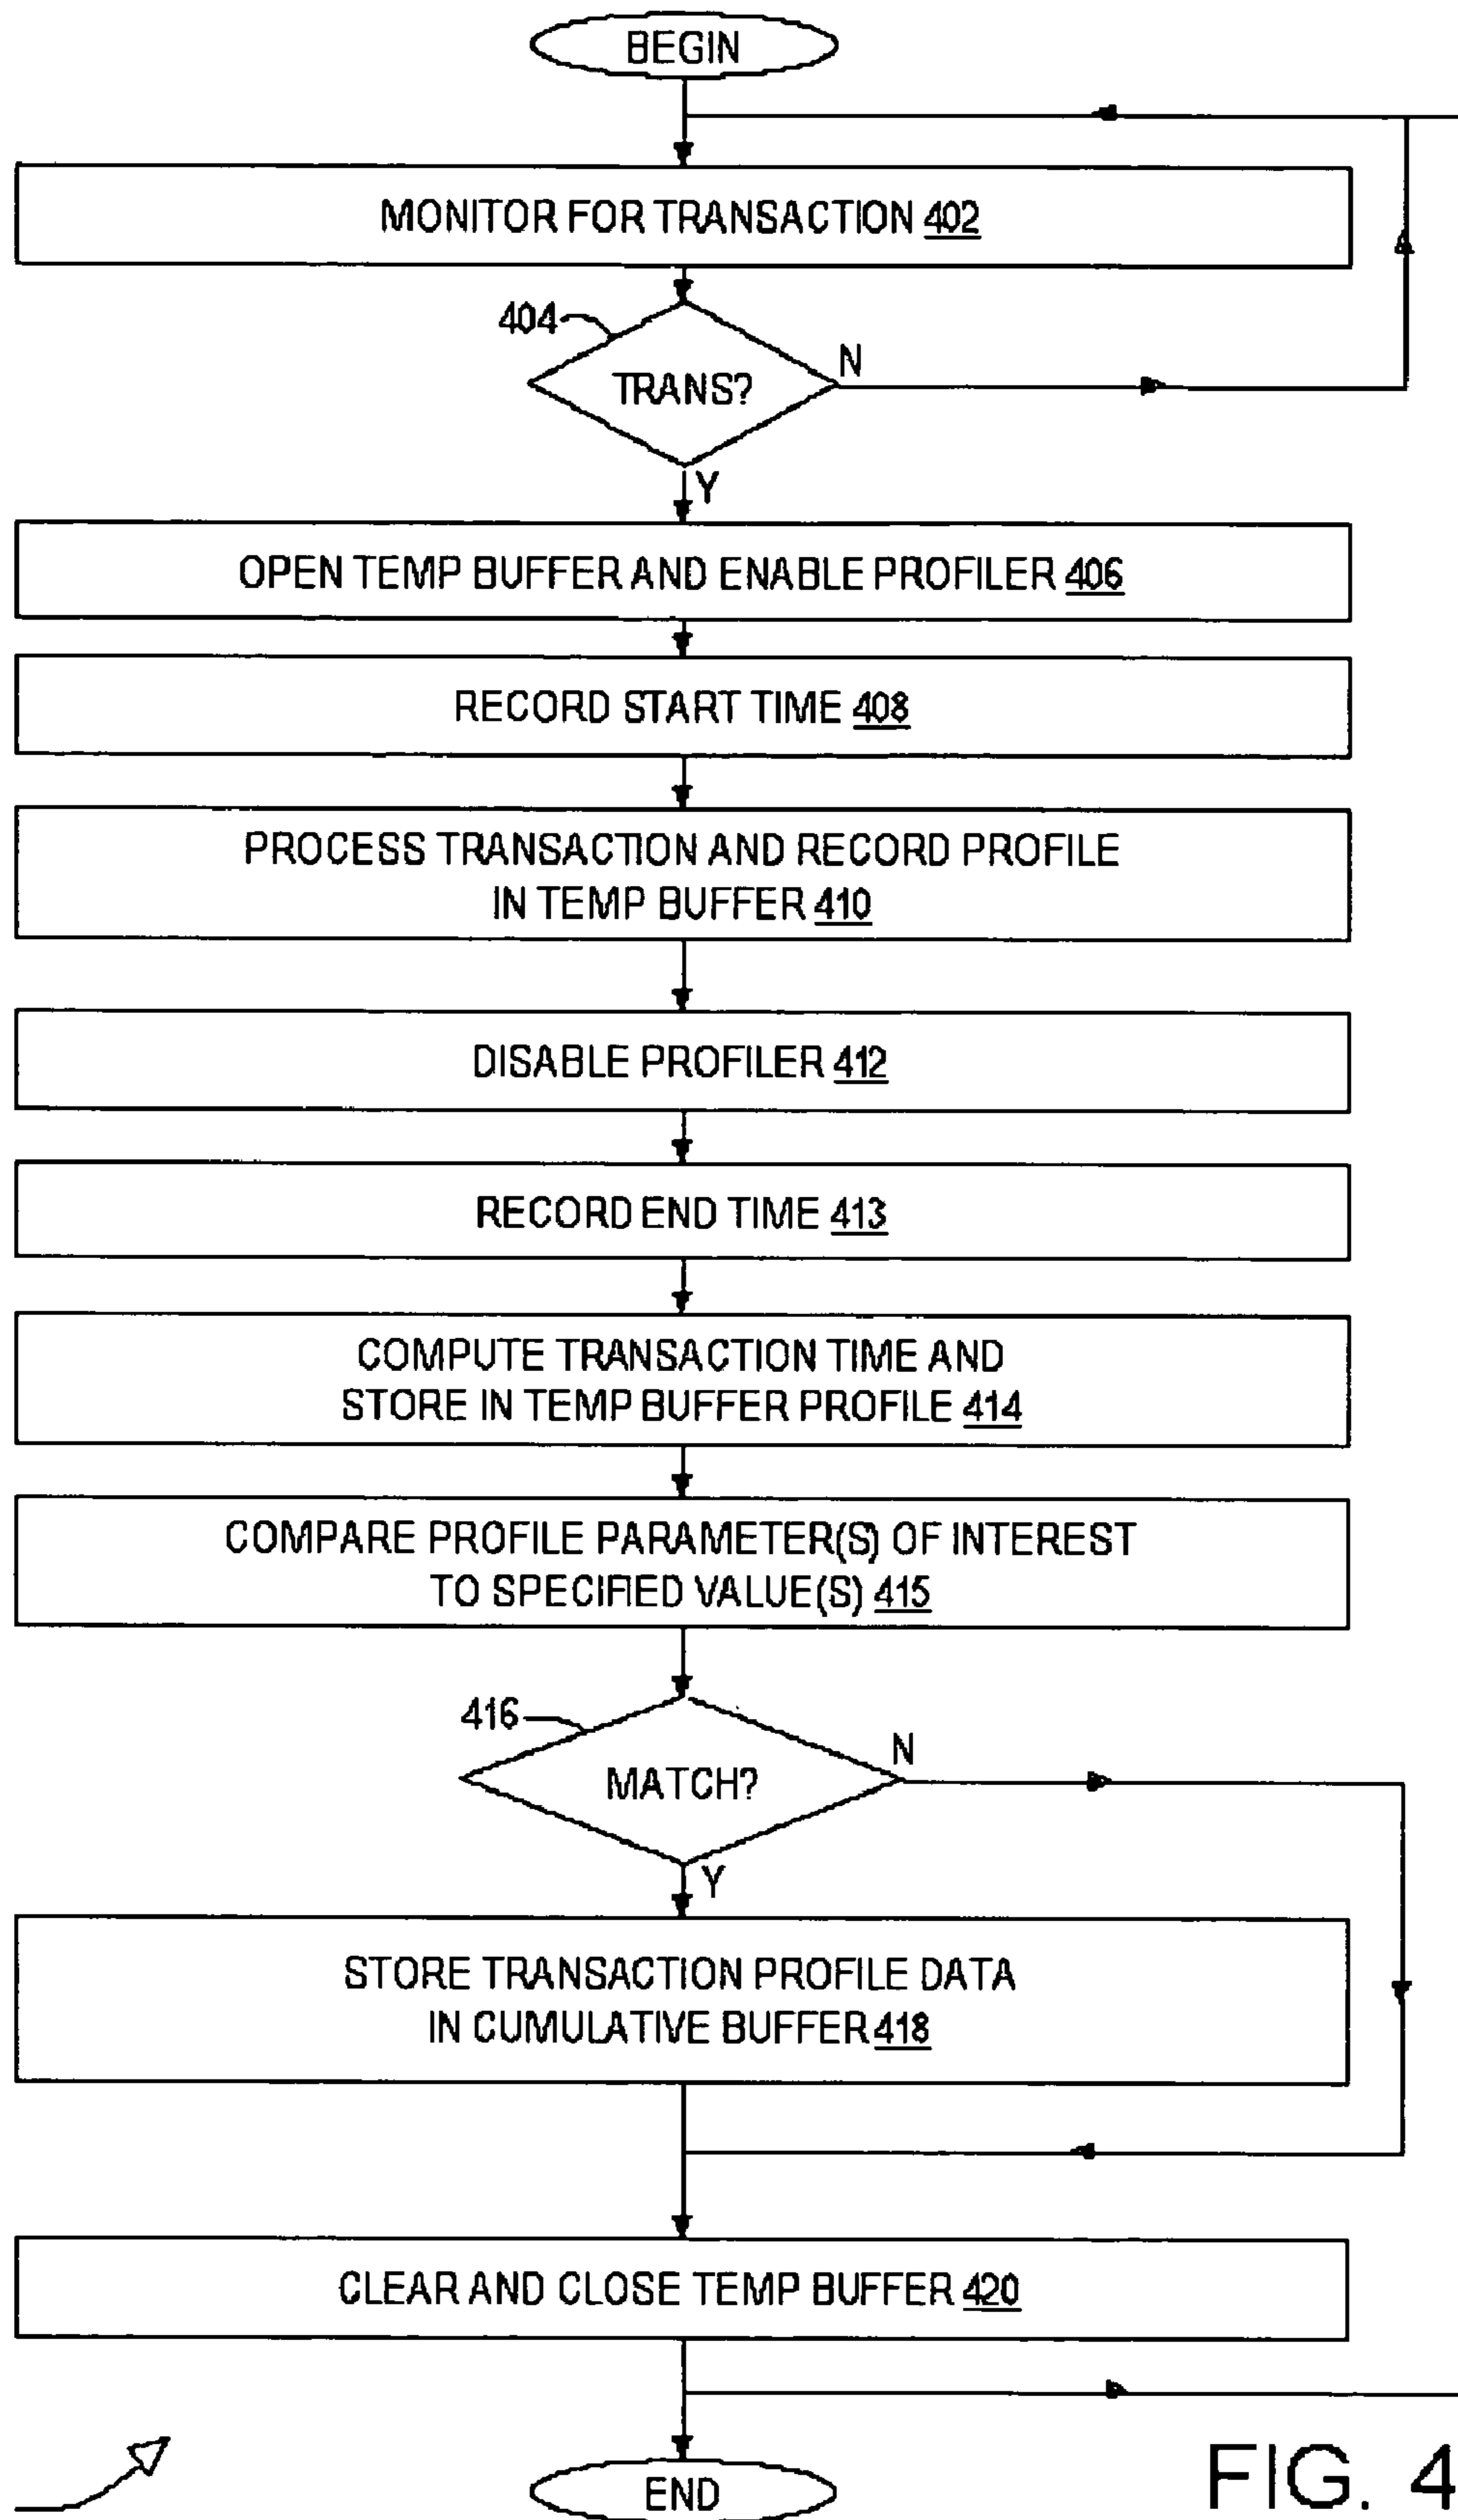 BEGIN
MONITOR FOR TRANSACTION 402
404
TRANS?
N
Y
OPEN TEMP BUFFER AND ENABLE PROFILER 406
RECORD START TIME 408
PROCESS TRANSACTION AND RECORD PROFILE
IN TEMP BUFFER 410
DISABLE PROFILER 412
RECORD END TIME 413
COMPUTE TRANSACTION TIME AND
STORE IN TEMP BUFFER PROFILE 414
COMPARE PROFILE PARAMETER(S) OF INTEREST
TO SPECIFIED VALUE(S) 415
416
MATCH?
N
Y
STORE TRANSACTION PROFILE DATA
IN CUMULATIVE BUFFER 418
CLEAR AND CLOSE TEMP BUFFER 420
END
FIG. 4